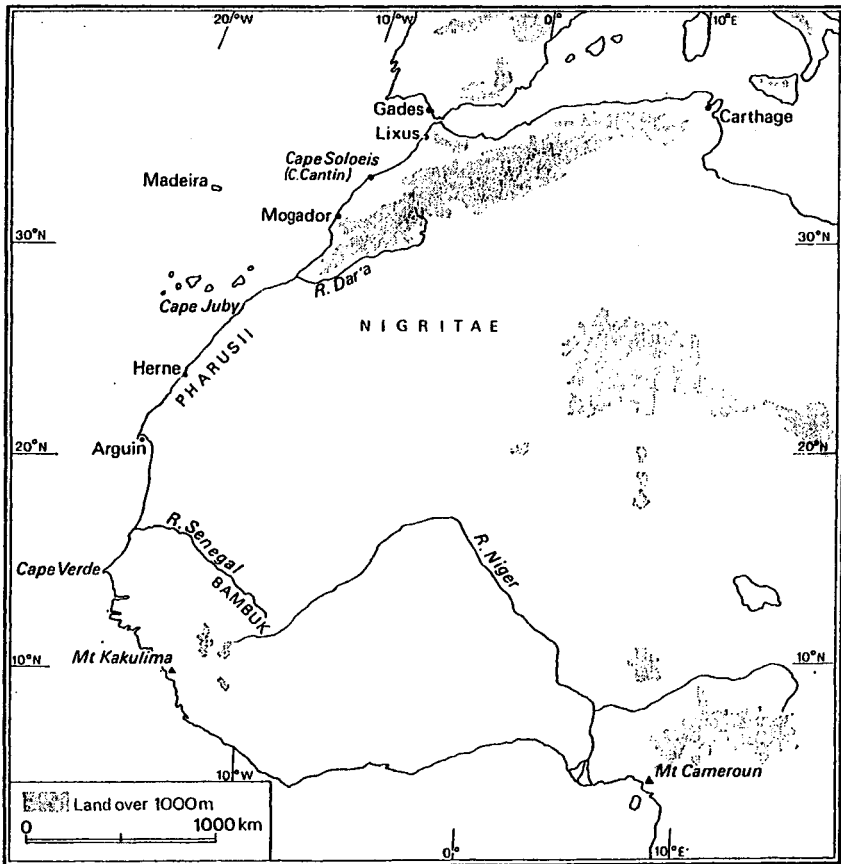 20°W
10°W
0°
10°E
Gades
Lixus
Carthage
Cape Soloeis
(C.Cantin)
Madeira
Mogador
30°N
30°N
R. Dar'a
Cape Juby
NIGRITAE
PHARUSII
Herne
Arguin
20°N
20°N
R. Senegal
R. Niger
Cape Verde
BAMBUK
Mt Kakulima
10°N
10°N
10°W
Mt Cameroun
Land over 1000m
0
1000 km
0°
10°E